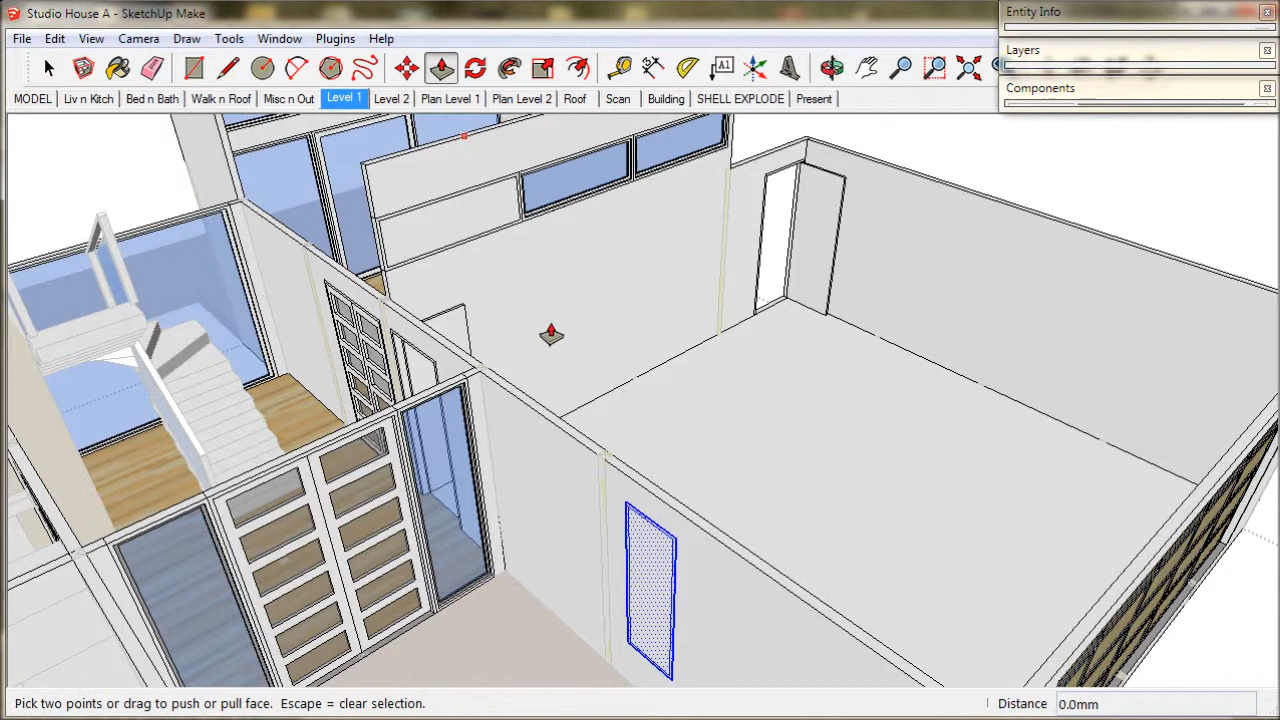 Studio House A - SketchUp Make
Entity Info
File Edit View Camera Draw Tools Window Plugins Help
Layers
A1
MODEL Liv n Kitch Bed n Bath Walk n Roof Misc n Out Level 1 Level 2 Plan Level 1 Plan Level 2 Roof Scan Building SHELL EXPLODE Present
Components
Pick two points or drag to push or pull face. Escape = clear selection.
Distance 0.0mm